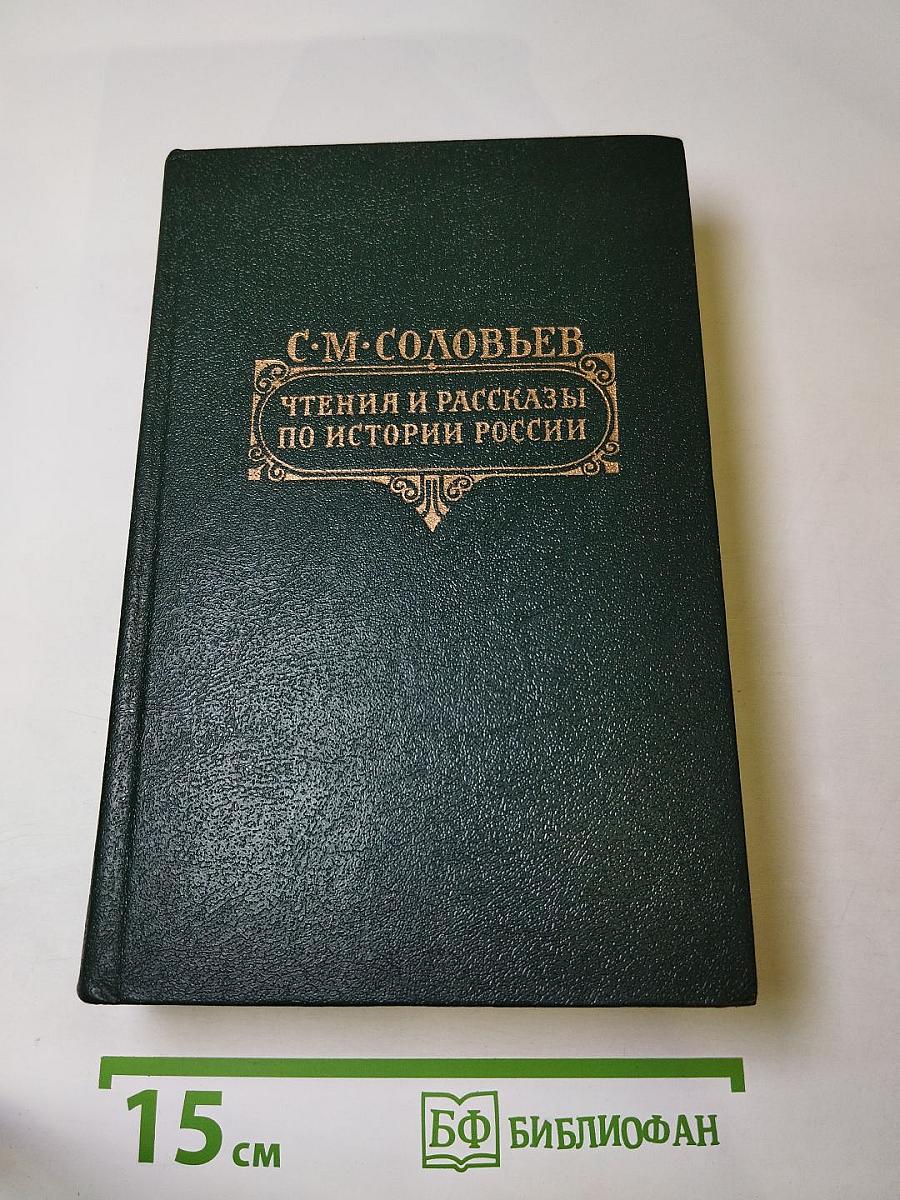 С·М·СОЛОВЬЕВ
ЧТЕНИЯ И РАССКАЗЫ
ПО ИСТОРИИ РОССИИ
15 см
БФ БИБЛИОФАН